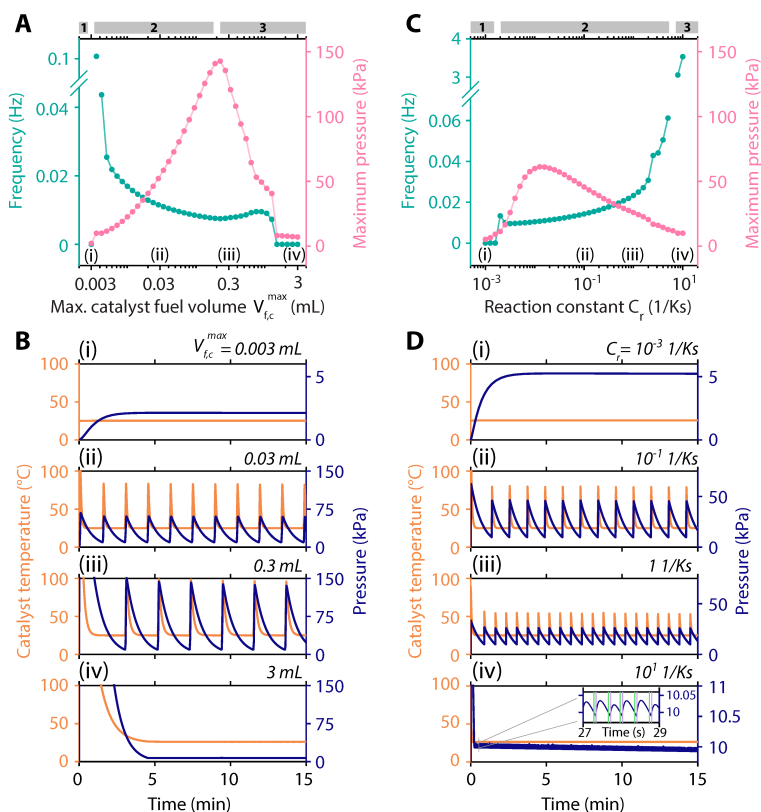 A
1 2 3
Frequency (Hz)
0.1
0.04
0.02
0
150
100
50
0
Maximum pressure (kPa)
(i) (ii) (iii) (iv)
0.003 0.03 0.3 3
Max. catalyst fuel volume V_f,c^max (mL)
C
1 2 3
Frequency (Hz)
4
3
0.06
0.04
0.02
0
150
100
50
0
Maximum pressure (kPa)
(i) (ii) (iii) (iv)
10^-3 10^-1 10^1
Reaction constant C_r (1/Ks)
B
Catalyst temperature (°C)
Pressure (kPa)
(i) V_f,c^max = 0.003 mL
100
50
0
5
0
(ii) 0.03 mL
100
50
0
150
75
0
(iii) 0.3 mL
100
50
0
150
75
0
(iv) 3 mL
100
50
0
150
75
0
0 5 10 15
Time (min)
D
Catalyst temperature (°C)
Pressure (kPa)
(i) C_r = 10^-3 1/Ks
100
50
0
5
0
(ii) 10^-1 1/Ks
100
50
0
50
0
(iii) 1 1/Ks
100
50
0
50
0
(iv) 10^1 1/Ks
100
50
0
11
10.5
10
10.05
10
27 Time (s) 29
0 5 10 15
Time (min)